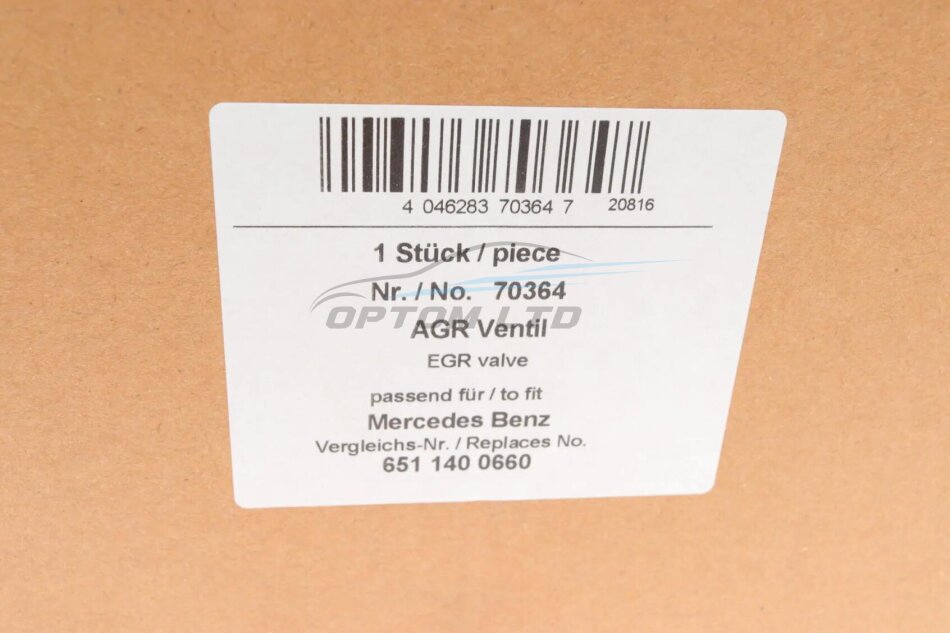 4 046283 70364 7 20816
1 Stück / piece
Nr. / No. 70364
OPTOM LTD
AGR Ventil
EGR valve
passend für / to fit
Mercedes Benz
Vergleichs-Nr. / Replaces No.
651 140 0660